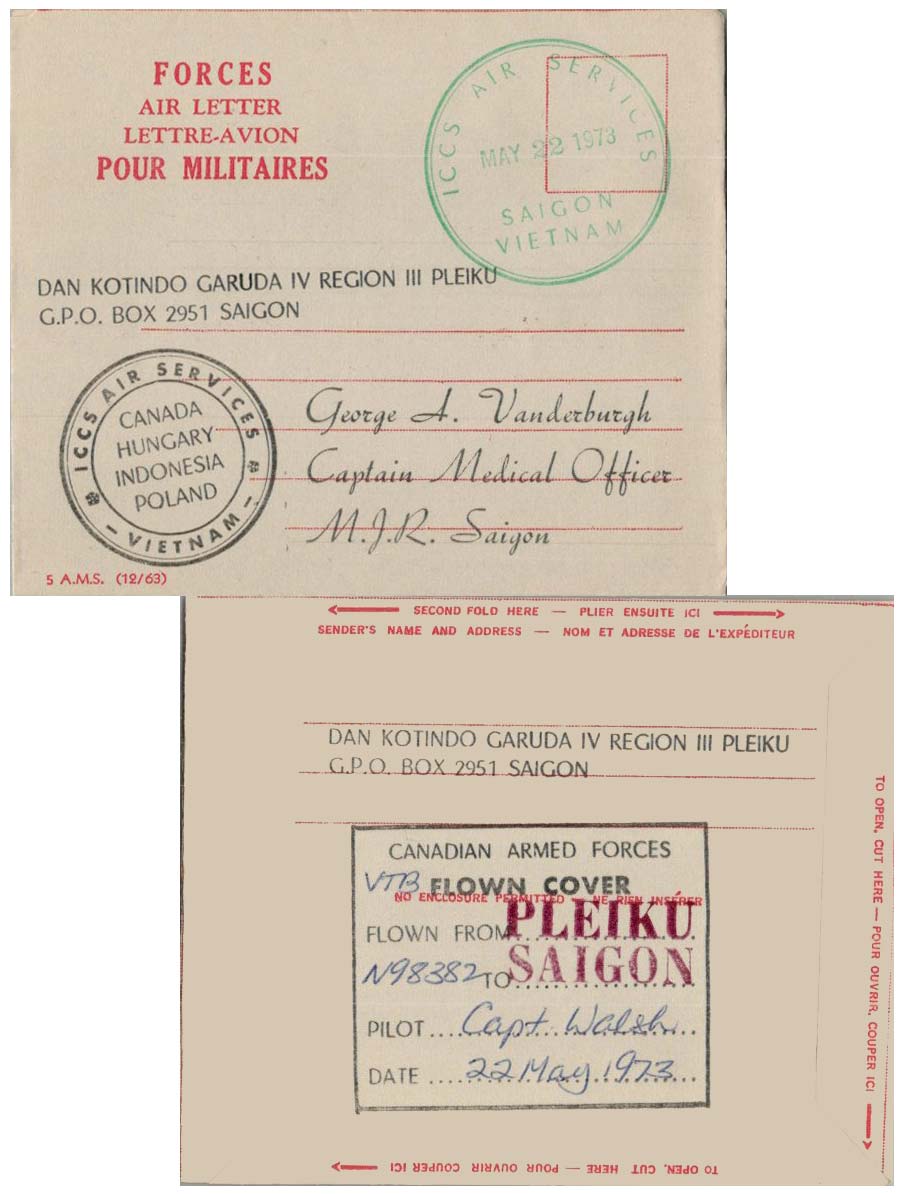 FORCES
AIR LETTER
LETTRE-AVION
POUR MILITAIRES
ICCS AIR SERVICES
MAY 22 1973
SAIGON
VIETNAM
DAN KOTINDO GARUDA IV REGION III PLEIKU
G.P.O. BOX 2951 SAIGON
ICCS AIR SERVICES
CANADA
HUNGARY
INDONESIA
POLAND
– VIETNAM –
George A. Vanderburgh
Captain Medical Officer
M.J.R. Saigon
5 A.M.S. (12/63)
SECOND FOLD HERE — PLIER ENSUITE ICI
SENDER'S NAME AND ADDRESS — NOM ET ADRESSE DE L'EXPÉDITEUR
DAN KOTINDO GARUDA IV REGION III PLEIKU
G.P.O. BOX 2951 SAIGON
CANADIAN ARMED FORCES
VTB FLOWN COVER
NO ENCLOSURE PERMITTED — NE RIEN INSÉRER
FLOWN FROM PLEIKU
N98382 TO SAIGON
PILOT .... Capt. Walsh
DATE .... 22 May 1973
TO OPEN, CUT HERE — POUR OUVRIR, COUPER ICI
TO OPEN, CUT HERE — POUR OUVRIR COUPER ICI